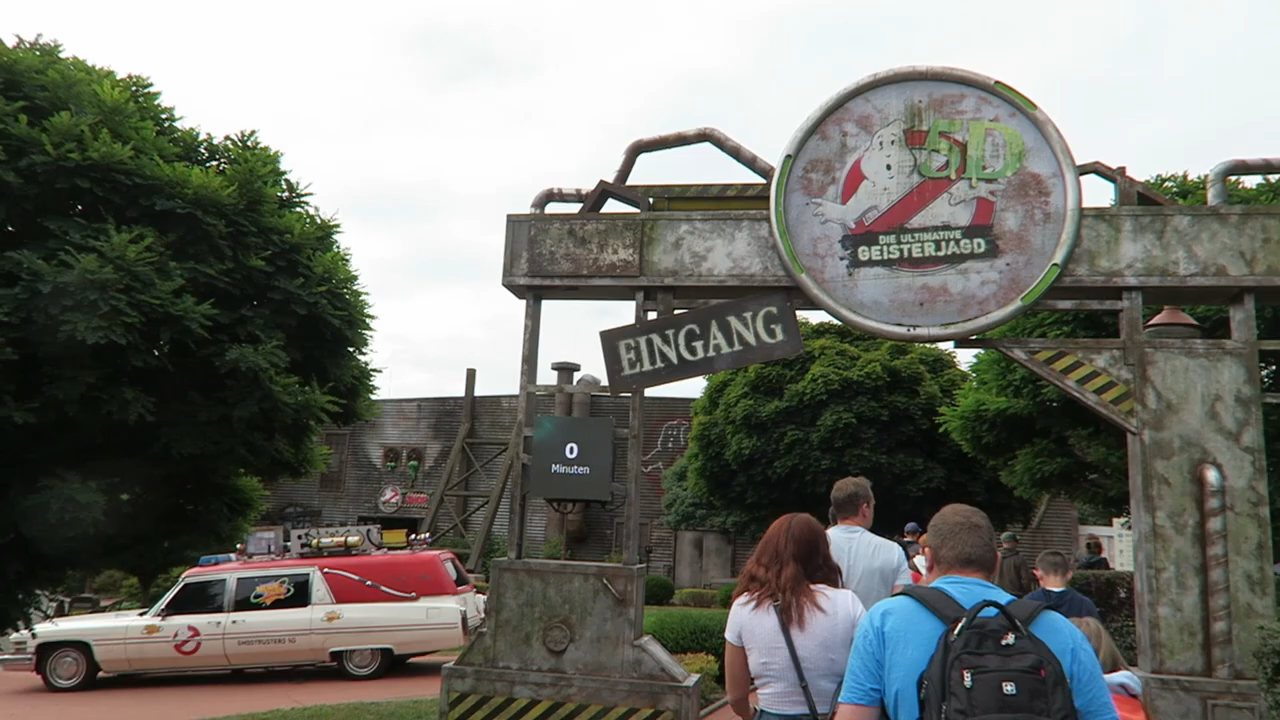 5D
DIE ULTIMATIVE
GEISTERJAGD
EINGANG
0
Minuten
GHOSTBUSTERS 5D